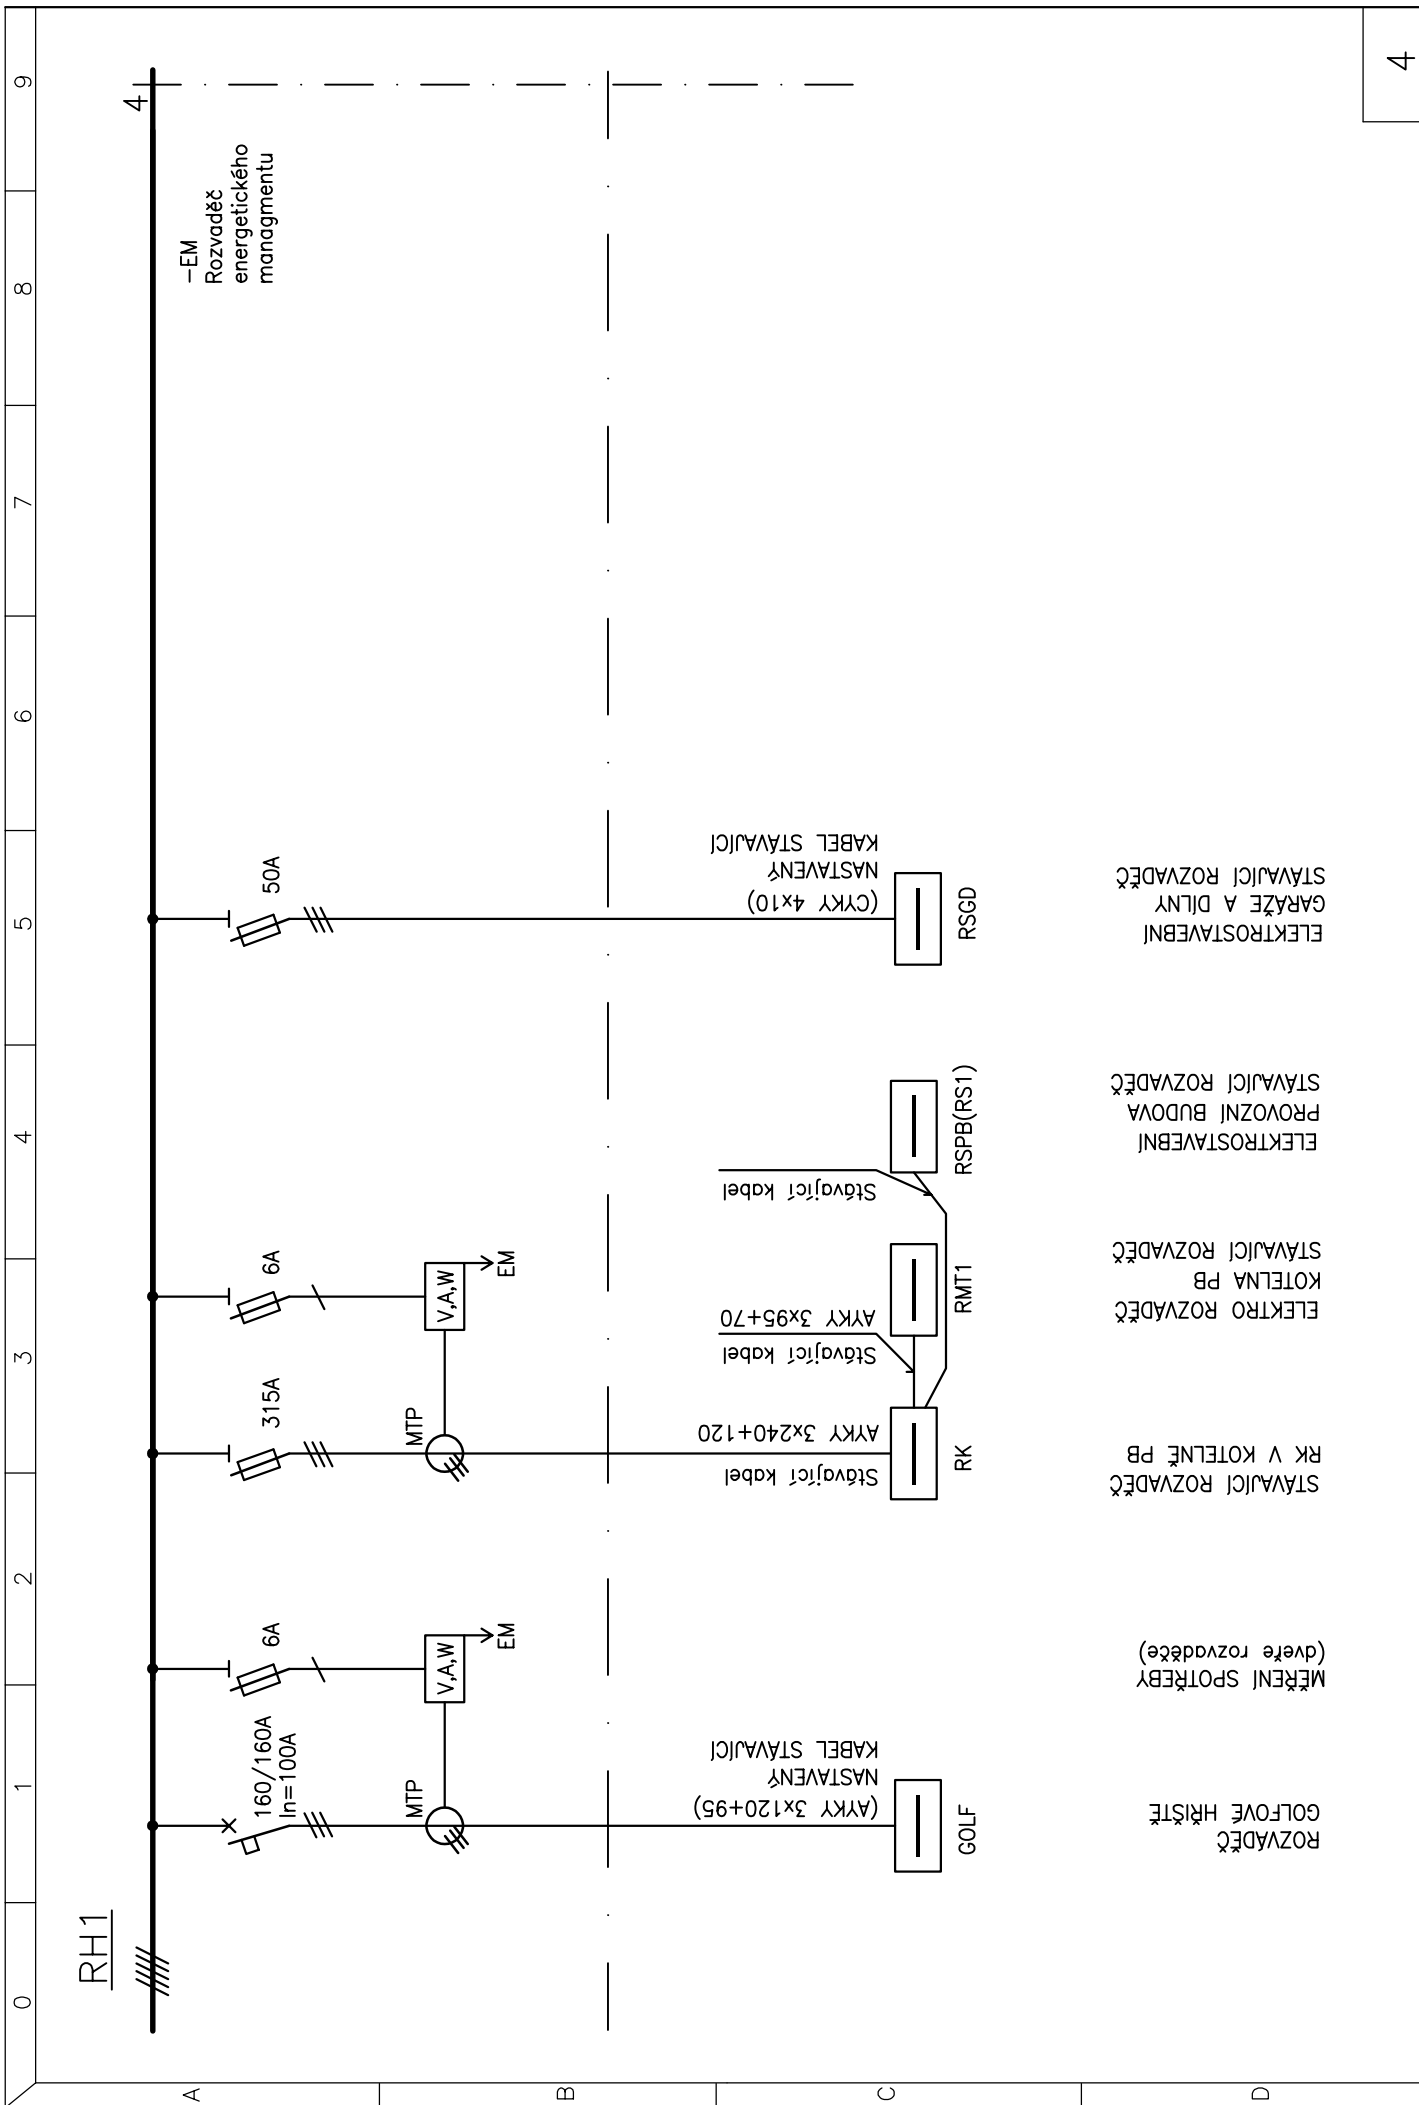 0
1
2
3
4
5
6
7
8
9
A
B
C
D
RH1
4
-EM
Rozvaděč
energetického
managmentu
160/160A
In=100A
6A
315A
6A
50A
MTP
V,A,W
EM
MTP
V,A,W
EM
(AYKY 3x120+95)
NASTAVENÝ
KABEL STÁVAJÍCÍ
Stávající kabel
AYKY 3x240+120
Stávající kabel
AYKY 3x95+70
Stávající kabel
(CYKY 4x10)
NASTAVENÝ
KABEL STÁVAJÍCÍ
GOLF
RK
RMT1
RSPB(RS1)
RSGD
ROZVÁDĚČ
GOLFOVÉ HŘIŠTĚ
MĚŘENÍ SPOTŘEBY
(dveře rozvaděče)
STÁVAJÍCÍ ROZVADĚČ
RK V KOTELNĚ PB
ELEKTRO ROZVÁDĚČ
KOTELNA PB
STÁVAJÍCÍ ROZVADĚČ
ELEKTROSTAVEBNÍ
PROVOZNÍ BUDOVA
STÁVAJÍCÍ ROZVADĚČ
ELEKTROSTAVEBNÍ
GARÁŽE A DÍLNY
STÁVAJÍCÍ ROZVADĚČ
4